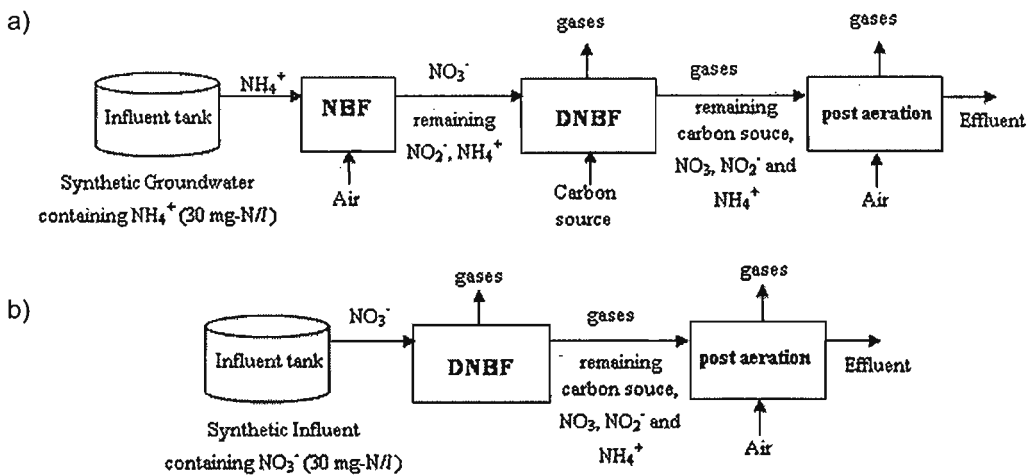 a)
gases
gases
NH₄⁺
NO₃⁻
gases
Influent tank
NBF
DNBF
post aeration
remaining
NO₂⁻, NH₄⁺
remaining
carbon souce,
NO₃, NO₂⁻ and
NH₄⁺
Effluent
Synthetic Groundwater
containing NH₄⁺ (30 mg-N/l)
Air
Carbon
source
Air
b)
gases
gases
NO₃⁻
gases
Influent tank
DNBF
post aeration
remaining
carbon souce,
NO₃, NO₂⁻ and
NH₄⁺
Effluent
Synthetic Influent
containing NO₃⁻ (30 mg-N/l)
Air